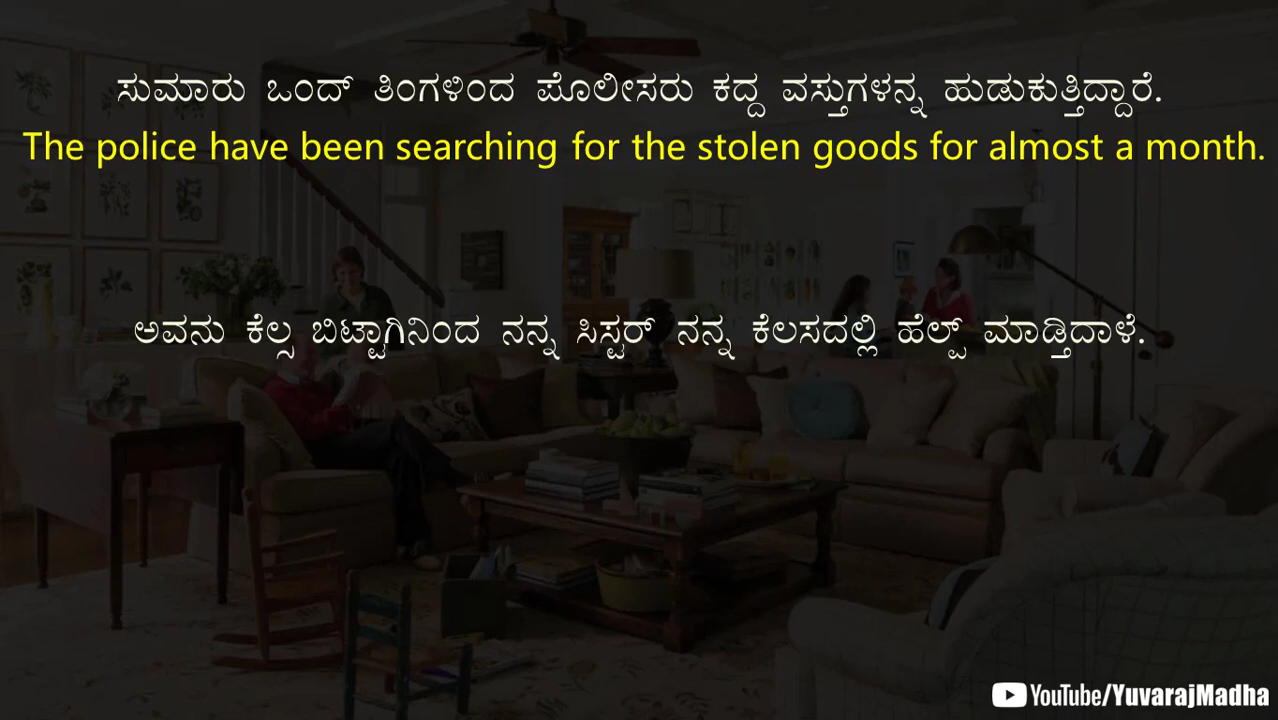 ಸುಮಾರು ಒಂದ್ ತಿಂಗಳಿಂದ ಪೊಲೀಸರು ಕದ್ದ ವಸ್ತುಗಳನ್ನ ಹುಡುಕುತ್ತಿದ್ದಾರೆ.
The police have been searching for the stolen goods for almost a month.
ಅವನು ಕೆಲ್ಸ ಬಿಟ್ಟಾಗಿನಿಂದ ನನ್ನ ಸಿಸ್ಟರ್ ನನ್ನ ಕೆಲಸದಲ್ಲಿ ಹೆಲ್ಪ್ ಮಾಡ್ತಿದಾಳೆ.
YouTube/YuvarajMadha